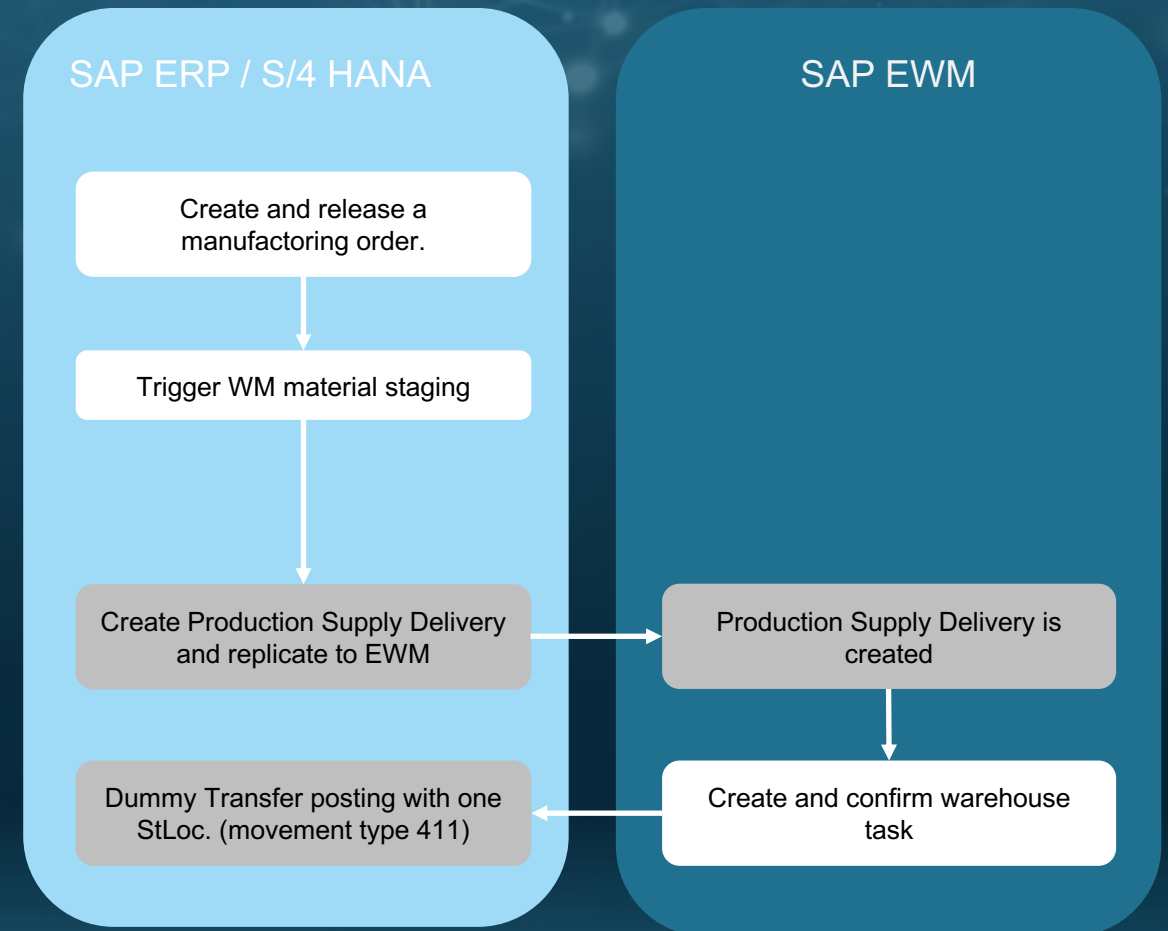 SAP ERP / S/4 HANA
SAP EWM
Create and release a
manufactoring order.
Trigger WM material staging
Create Production Supply Delivery
and replicate to EWM
Production Supply Delivery is
created
Dummy Transfer posting with one
StLoc. (movement type 411)
Create and confirm warehouse
task